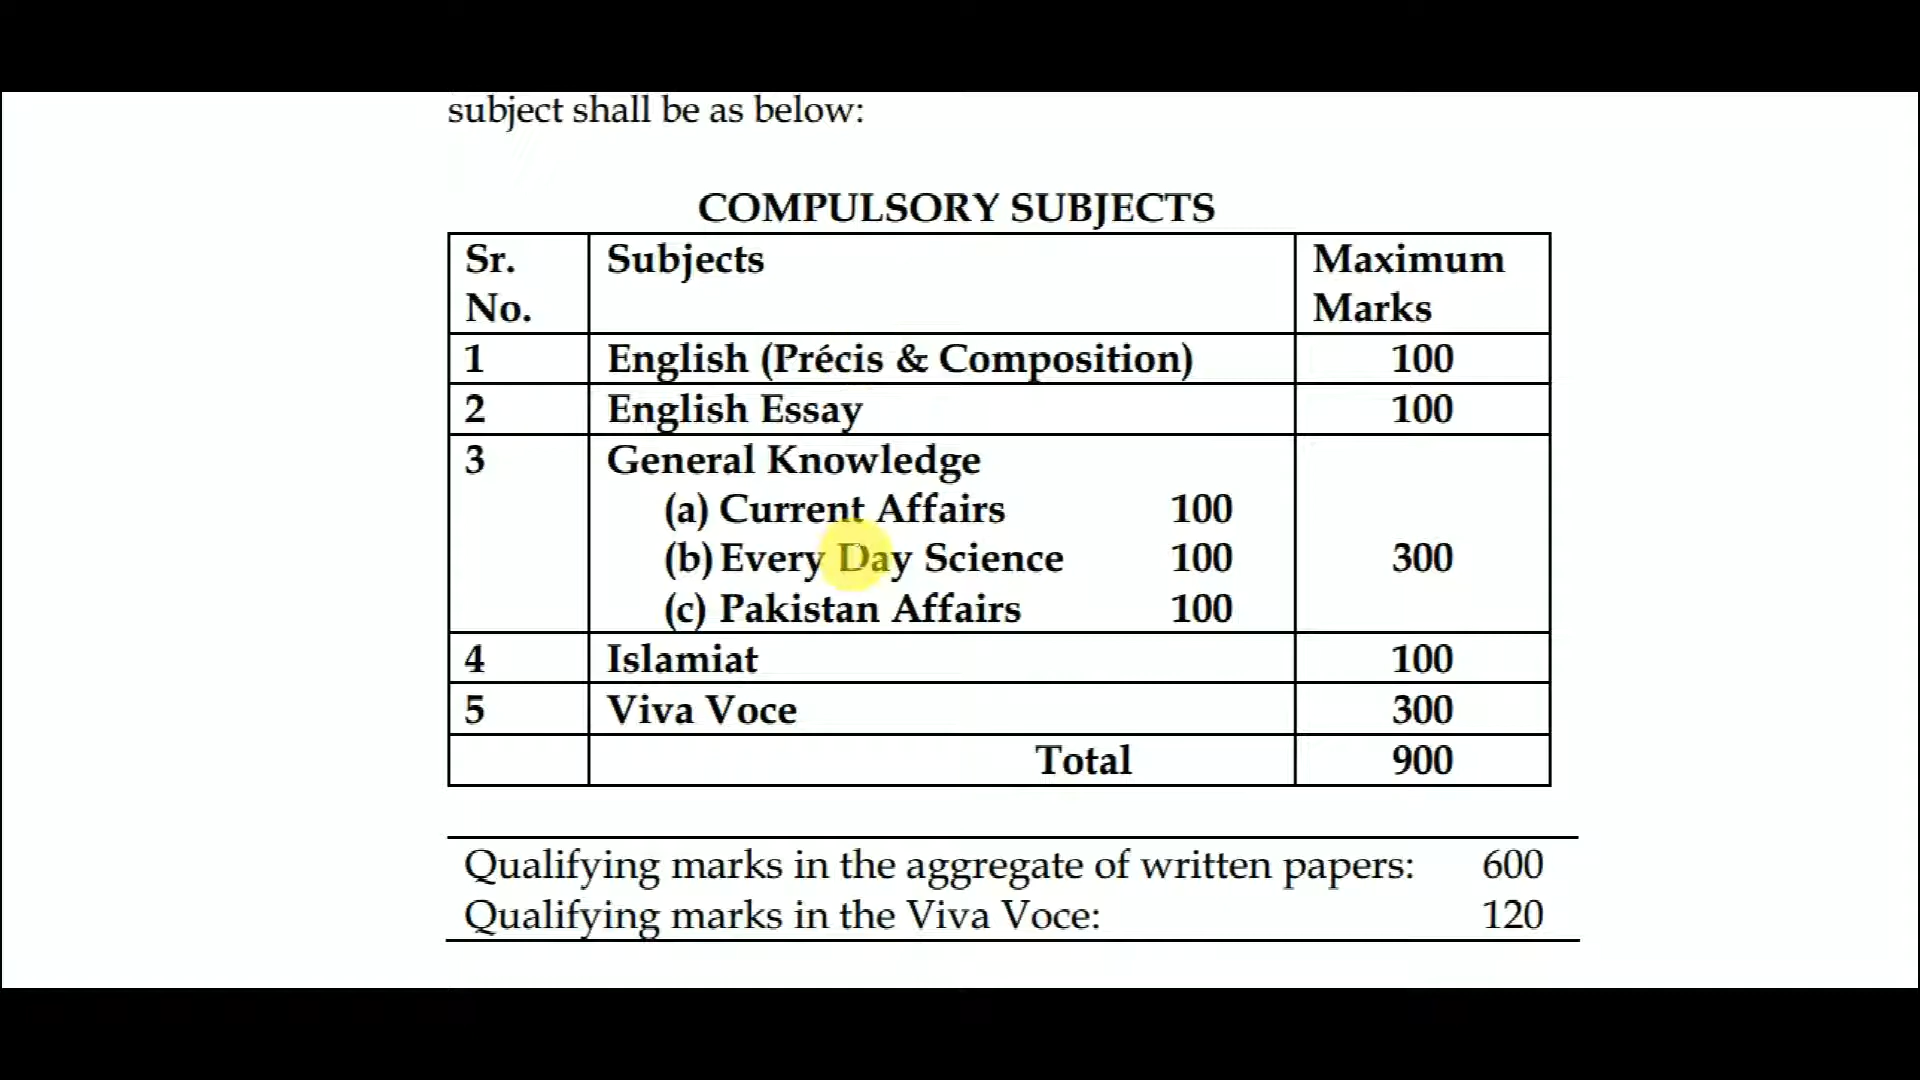 subject shall be as below:
COMPULSORY SUBJECTS
Sr. No. Subjects Maximum Marks
1 English (Précis & Composition) 100
2 English Essay 100
3 General Knowledge
(a) Current Affairs 100
(b) Every Day Science 100 300
(c) Pakistan Affairs 100
4 Islamiat 100
5 Viva Voce 300
Total 900
Qualifying marks in the aggregate of written papers: 600
Qualifying marks in the Viva Voce: 120